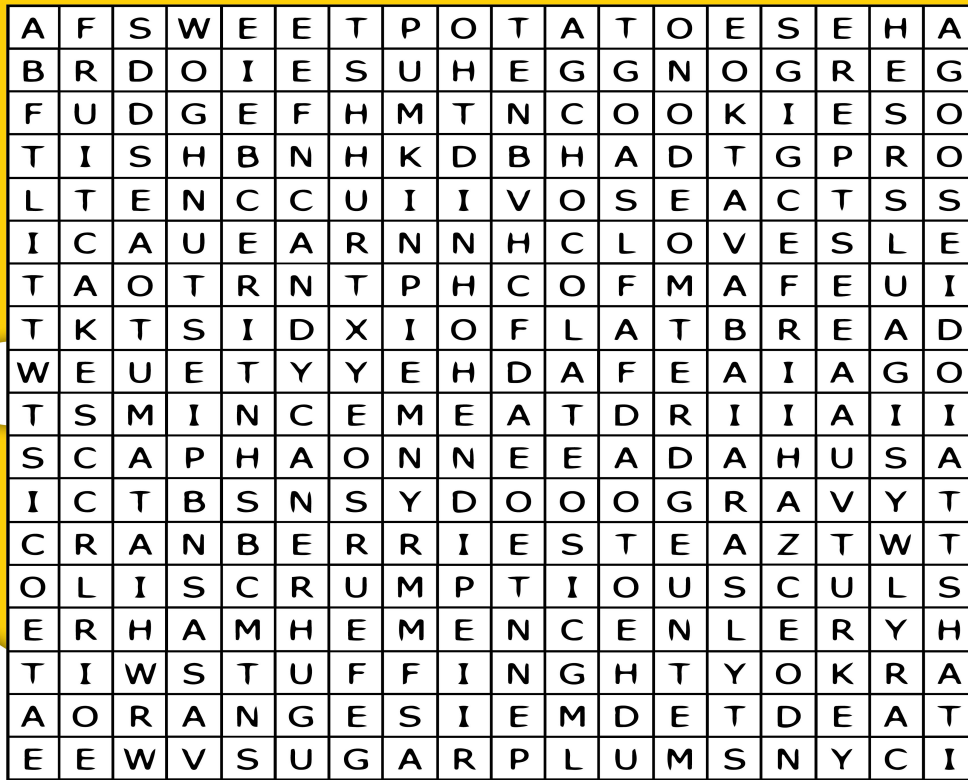 A F S W E E T P O T A T O E S E H A
B R D O I E S U H E G G N O G R E G
F U D G E F H M T N C O O K I E S O
T I S H B N H K D B H A D T G P R O
L T E N C C U I I V O S E A C T S S
I C A U E A R N N H C L O V E S L E
T A O T R N T P H C O F M A F E U I
T K T S I D X I O F L A T B R E A D
W E U E T Y Y E H D A F E A I A G O
T S M I N C E M E A T D R I I A I I
S C A P H A O N N E E A D A H U S A
I C T B S N S Y D O O O G R A V Y T
C R A N B E R R I E S T E A Z T W T
O L I S C R U M P T I O U S C U L S
E R H A M H E M E N C E N L E R Y H
T I W S T U F F I N G H T Y O K R A
A O R A N G E S I E M D E T D E A T
E E W V S U G A R P L U M S N Y C I